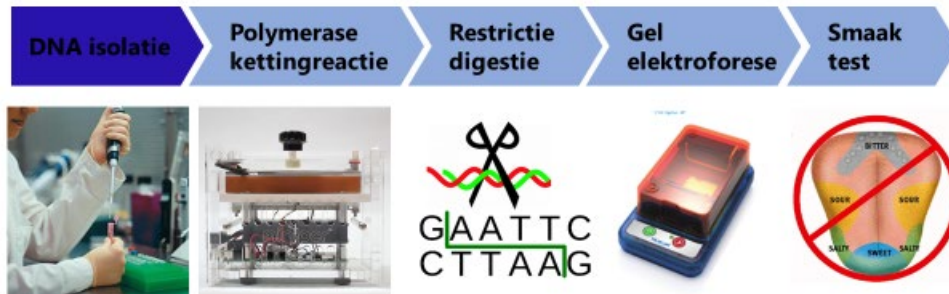 DNA isolatie
Polymerase
kettingreactie
Restrictie
digestie
Gel
elektroforese
Smaak
test
GAATTC
CTTAAG
BITTER
SOUR
SOUR
SALTY
SALTY
SWEET